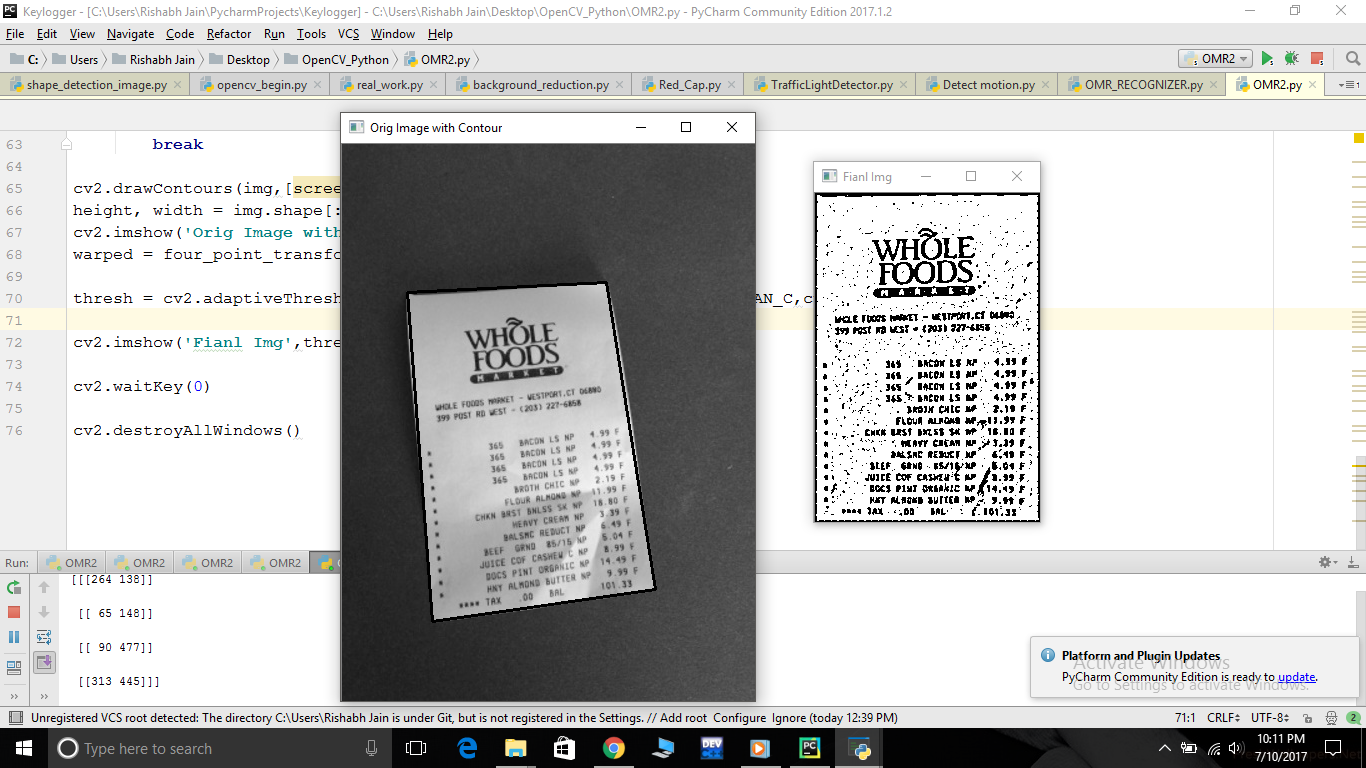 Keylogger - [C:\Users\Rishabh Jain\PycharmProjects\Keylogger] - C:\Users\Rishabh Jain\Desktop\OpenCV_Python\OMR2.py - PyCharm Community Edition 2017.1.2
File Edit View Navigate Code Refactor Run Tools VCS Window Help
C: Users Rishabh Jain Desktop OpenCV_Python OMR2.py OMR2
shape_detection_image.py opencv_begin.py real_work.py background_reduction.py Red_Cap.py TrafficLightDetector.py Detect motion.py OMR_RECOGNIZER.py OMR2.py
63 break
64
65 cv2.drawContours(img,[scree
66 height, width = img.shape[:
67 cv2.imshow('Orig Image with
68 warped = four_point_transfo
69
70 thresh = cv2.adaptiveThresh AN_C,c
71
72 cv2.imshow('Fianl Img',thre
73
74 cv2.waitKey(0)
75
76 cv2.destroyAllWindows()
Orig Image with Contour
WHOLE
FOODS
MARKET
WHOLE FOODS MARKET - WESTPORT,CT 06880
399 POST RD WEST - (203) 227-6858
365 BACON LS NP 4.99 F
365 BACON LS NP 4.99 F
365 BACON LS NP 4.99 F
365 BACON LS NP 4.99 F
BROTH CHIC NP 2.19 F
FLOUR ALMOND NP 11.99 F
CHKN BRST BNLSS SK NP 18.80 F
HEAVY CREAM NP 3.39 F
BALSMC REDUCT NP 6.49 F
BEEF GRND 85/15 NP 5.04 F
JUICE COF CASHEW C NP 8.99 F
DOCS PINT ORGANIC NP 14.49 F
HNY ALMOND BUTTER NP 9.99 F
**** TAX .00 BAL 101.33
Fianl Img
WHOLE
FOODS
MARKET
WHOLE FOODS MARKET - WESTPORT,CT 06880
399 POST RD WEST - (203) 227-6858
365 BACON LS NP 4.99 F
365 BACON LS NP 4.99 F
365 BACON LS NP 4.99 F
365 BACON LS NP 4.99 F
BROTH CHIC NP 2.19 F
FLOUR ALMOND NP 11.99 F
CHKN BRST BNLSS SK NP 18.80 F
HEAVY CREAM NP 3.39 F
BALSMC REDUCT NP 6.49 F
BEEF GRND 85/15 NP 5.04 F
JUICE COF CASHEW C NP 8.99 F
DOCS PINT ORGANIC NP 14.49 F
HNY ALMOND BUTTER NP 9.99 F
**** TAX .00 BAL 101.33
Run: OMR2 OMR2 OMR2 OMR2
[[[264 138]]
[[ 65 148]]
[[ 90 477]]
[[313 445]]]
Platform and Plugin Updates
PyCharm Community Edition is ready to update.
Activate Windows
Go to Settings to activate Windows.
Unregistered VCS root detected: The directory C:\Users\Rishabh Jain is under Git, but is not registered in the Settings. // Add root Configure Ignore (today 12:39 PM) 71:1 CRLF UTF-8 2
Type here to search
DEV
PC
10:11 PM
7/10/2017